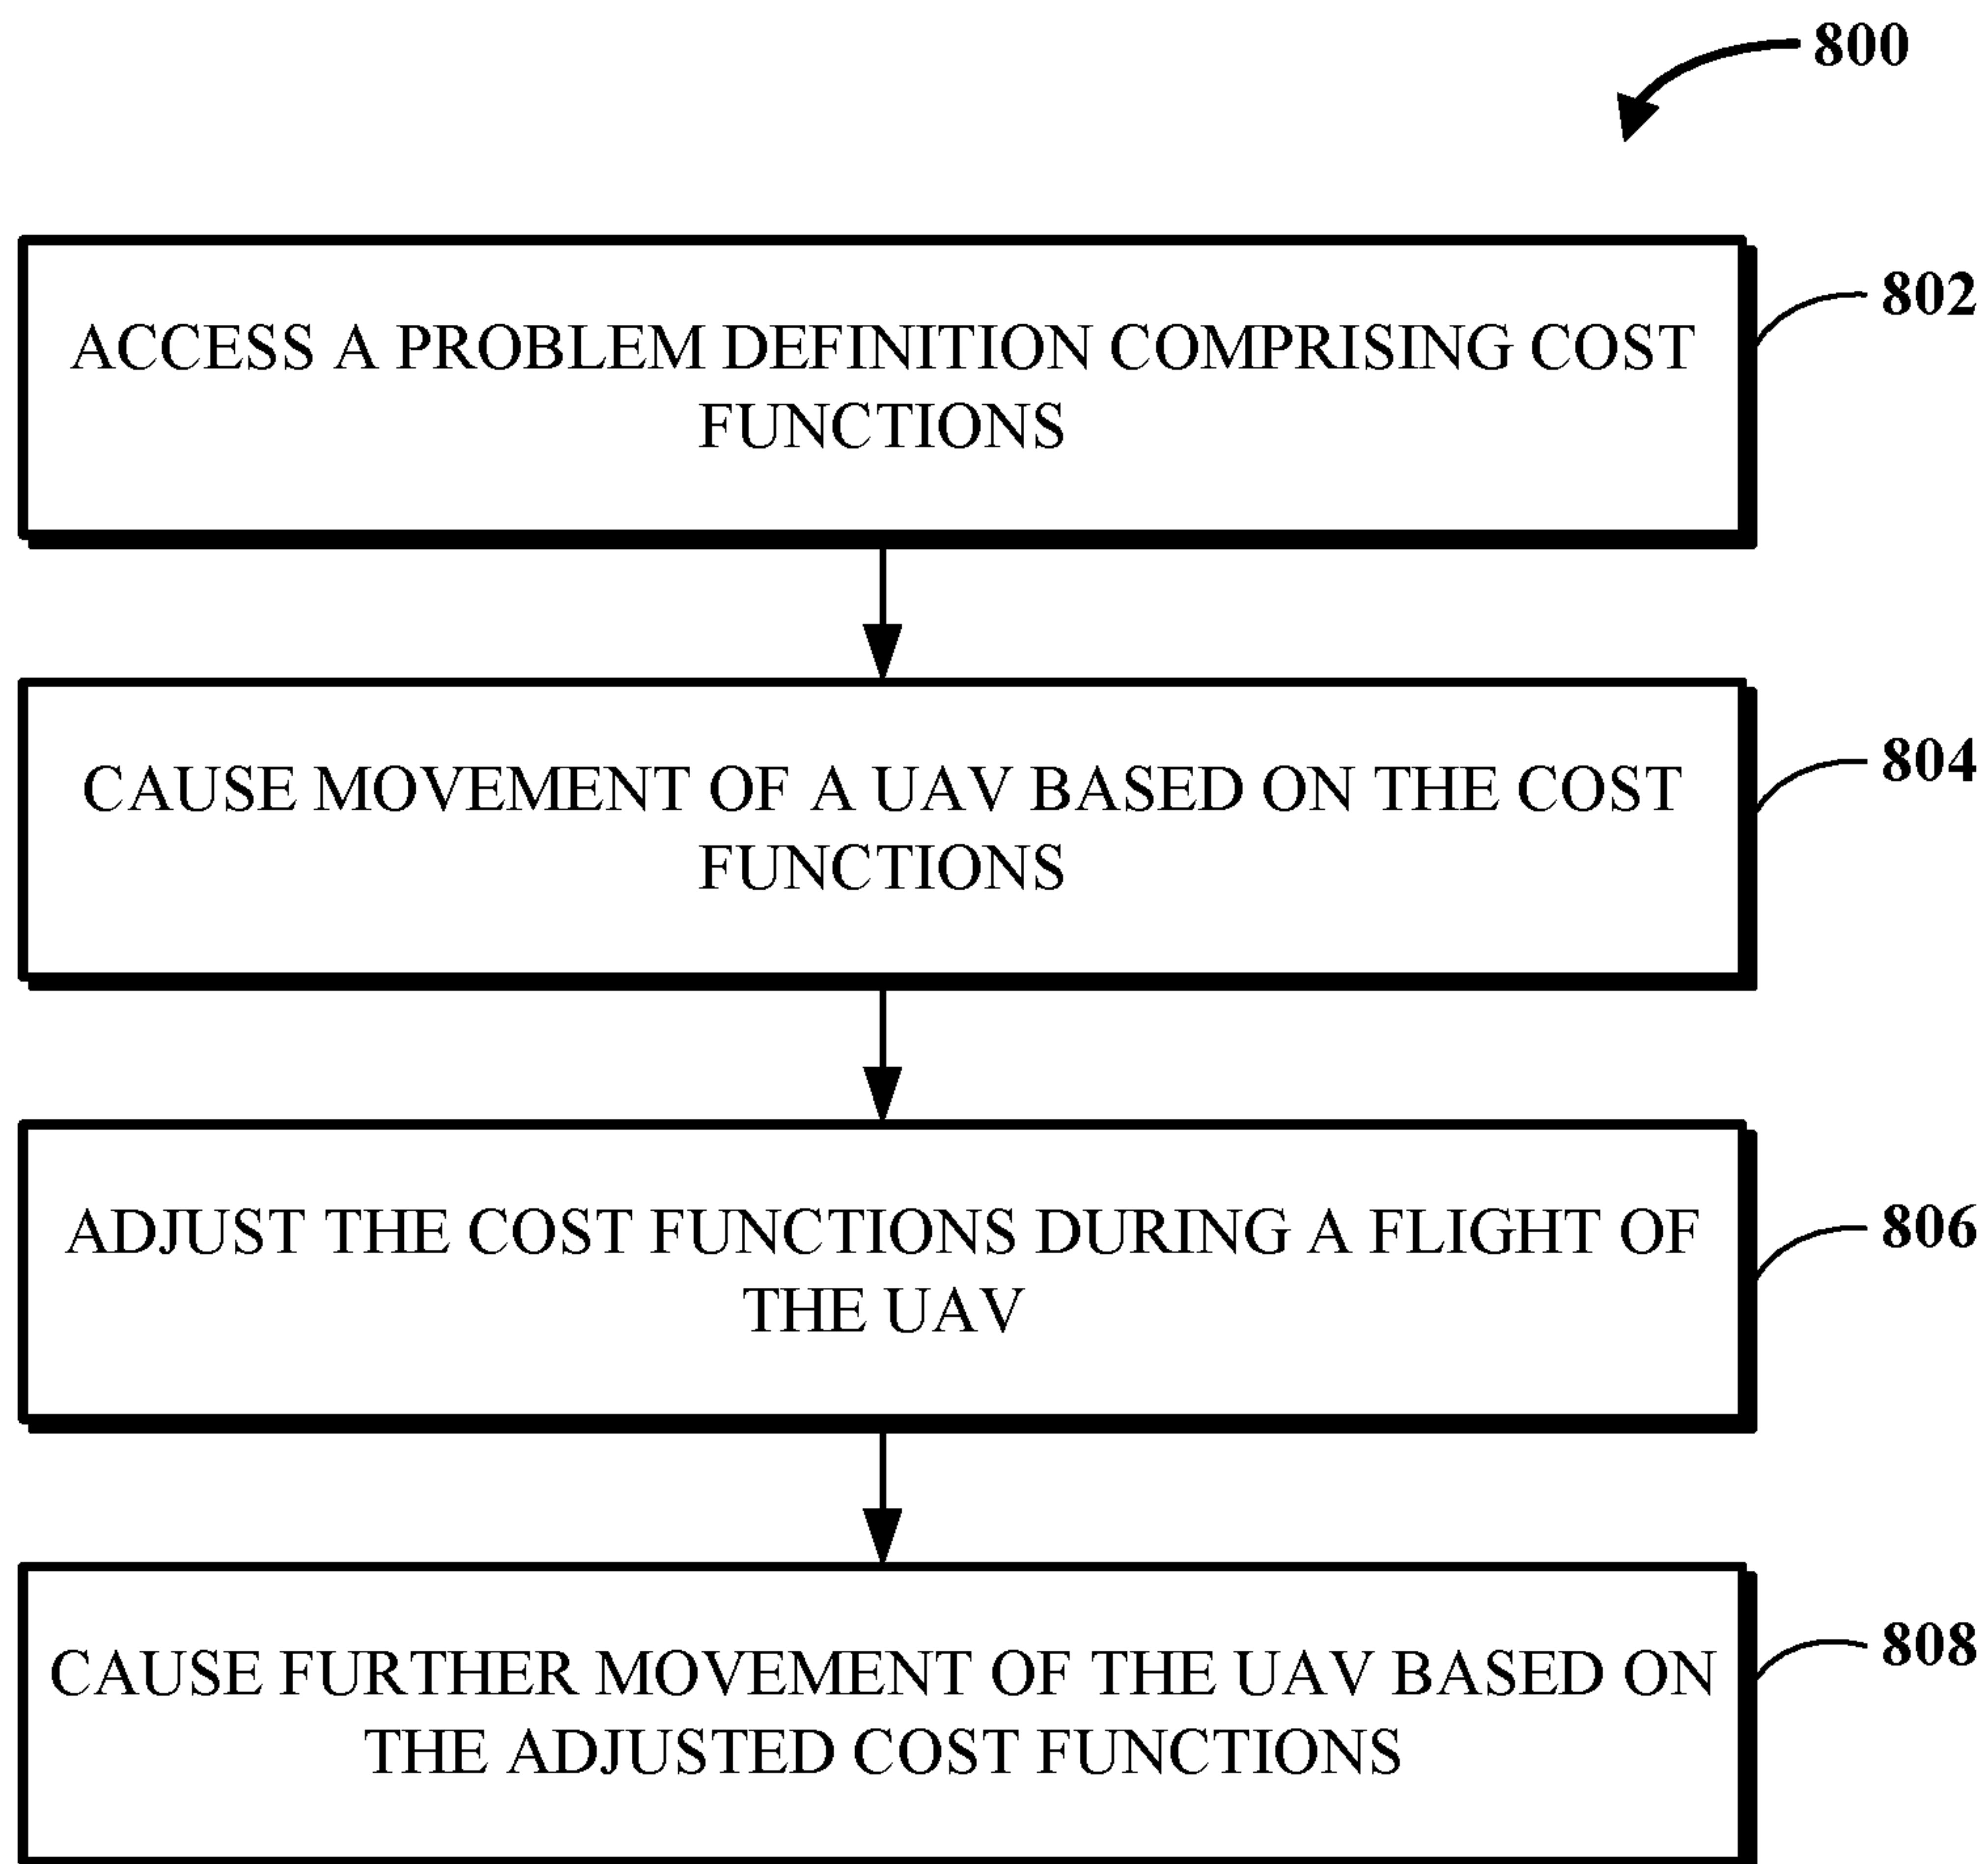 800
802
ACCESS A PROBLEM DEFINITION COMPRISING COST
FUNCTIONS
804
CAUSE MOVEMENT OF A UAV BASED ON THE COST
FUNCTIONS
806
ADJUST THE COST FUNCTIONS DURING A FLIGHT OF
THE UAV
808
CAUSE FURTHER MOVEMENT OF THE UAV BASED ON
THE ADJUSTED COST FUNCTIONS